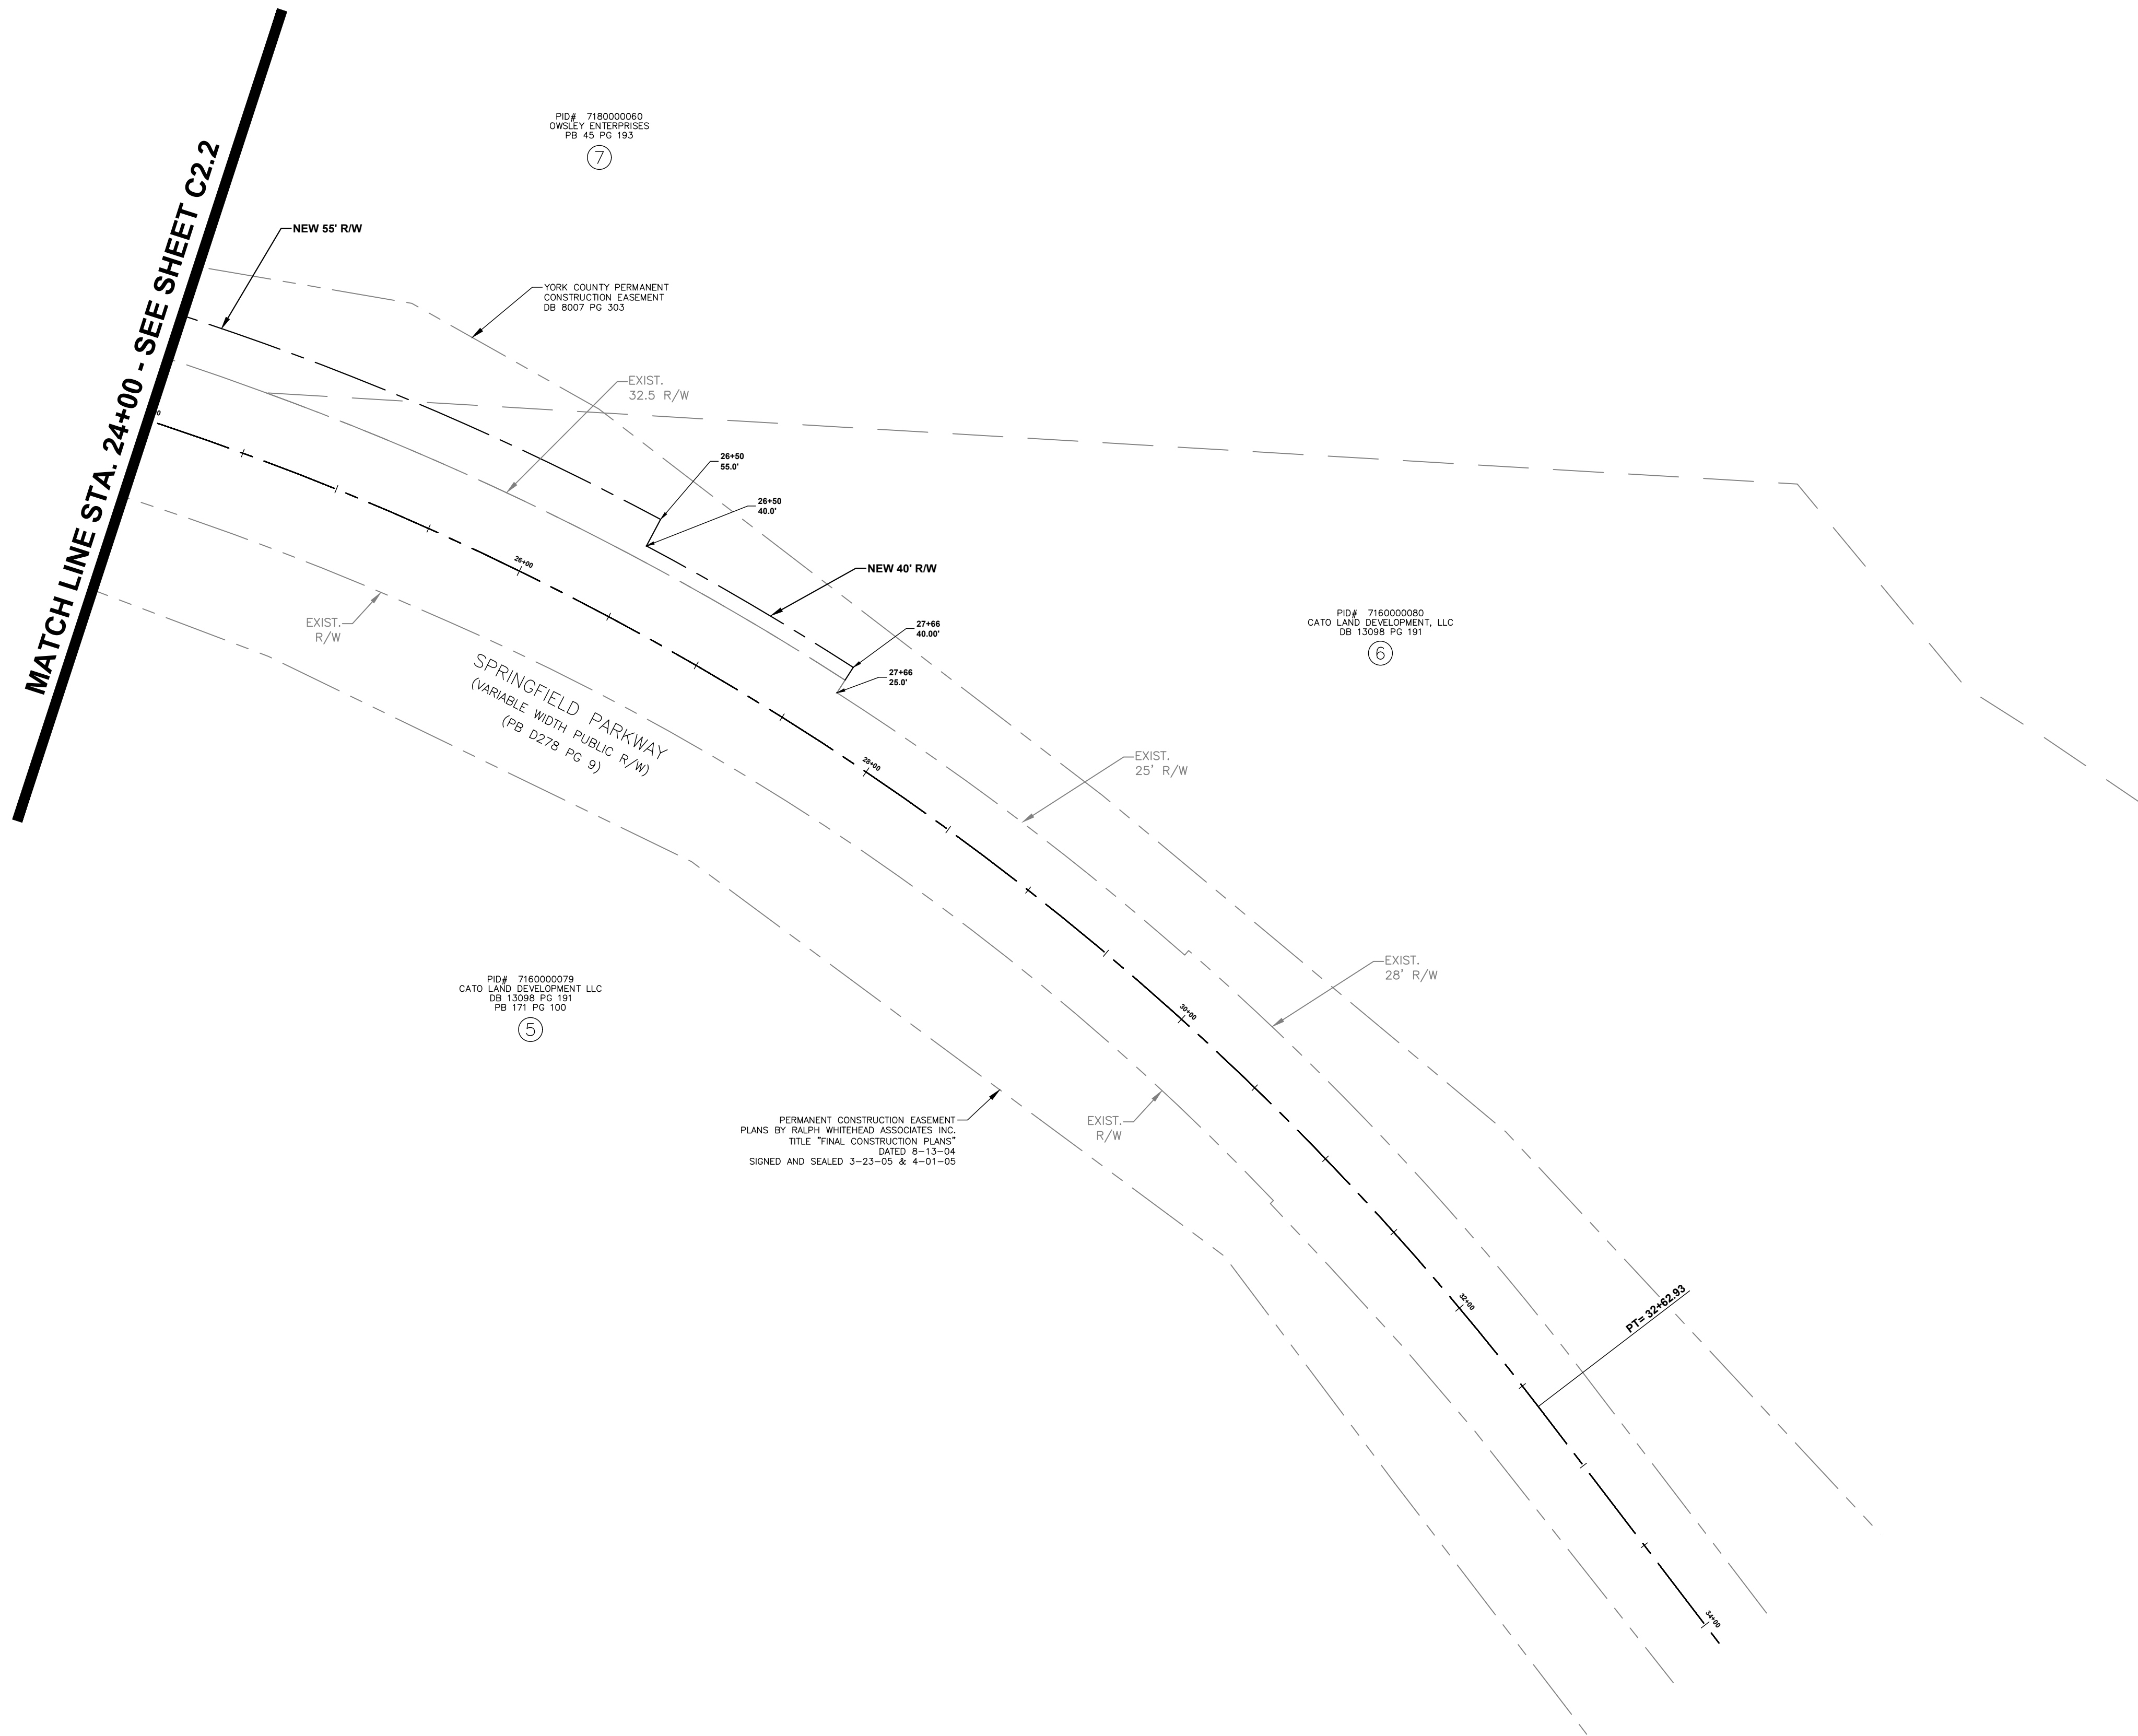 MATCH LINE STA. 24+00 - SEE SHEET C2.2
PID# 7180000060
OWSLEY ENTERPRISES
PB 45 PG 193
7
NEW 55' R/W
YORK COUNTY PERMANENT
CONSTRUCTION EASEMENT
DB 8007 PG 303
EXIST.
32.5 R/W
0
26+50
55.0'
26+50
40.0'
26+00
NEW 40' R/W
27+66
40.00'
27+66
25.0'
EXIST.
R/W
SPRINGFIELD PARKWAY
(VARIABLE WIDTH PUBLIC R/W)
(PB D278 PG 9)
PID# 7160000080
CATO LAND DEVELOPMENT, LLC
DB 13098 PG 191
6
28+00
EXIST.
25' R/W
EXIST.
28' R/W
PID# 7160000079
CATO LAND DEVELOPMENT LLC
DB 13098 PG 191
PB 171 PG 100
5
30+00
PERMANENT CONSTRUCTION EASEMENT
PLANS BY RALPH WHITEHEAD ASSOCIATES INC.
TITLE "FINAL CONSTRUCTION PLANS"
DATED 8-13-04
SIGNED AND SEALED 3-23-05 & 4-01-05
EXIST.
R/W
32+00
PT= 32+62.93
34+00